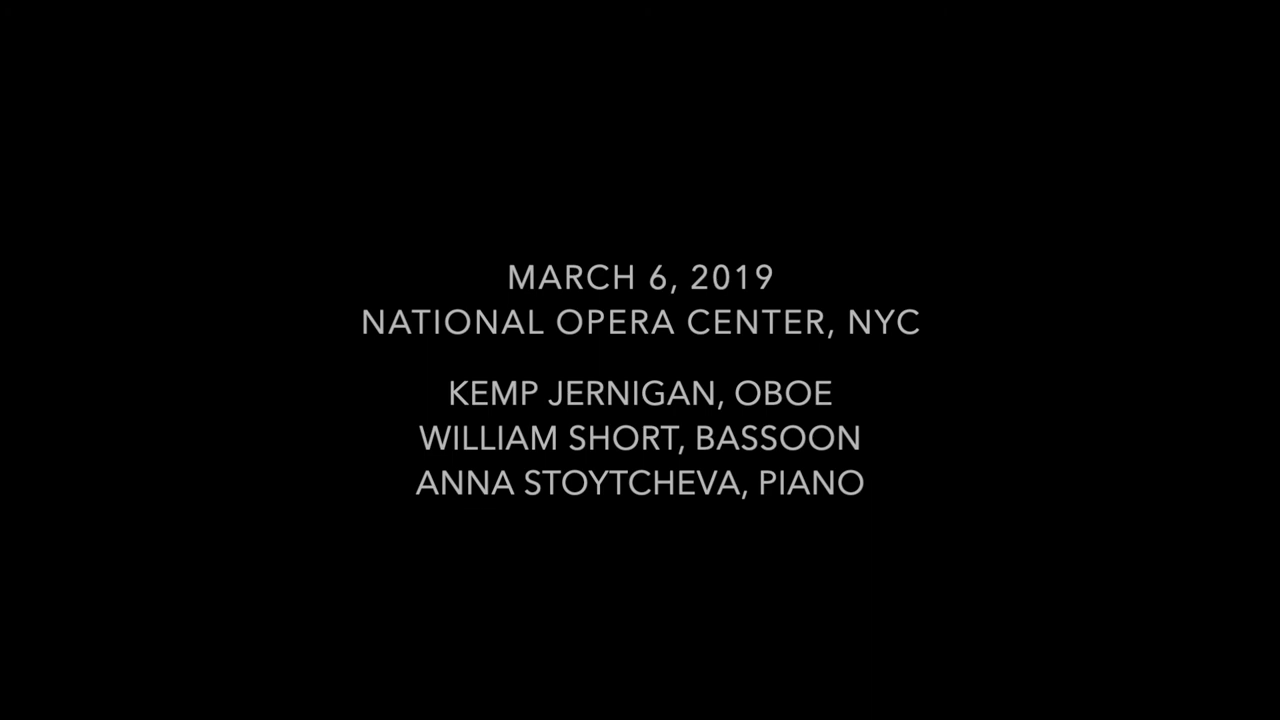 MARCH 6, 2019
NATIONAL OPERA CENTER, NYC
KEMP JERNIGAN, OBOE
WILLIAM SHORT, BASSOON
ANNA STOYTCHEVA, PIANO